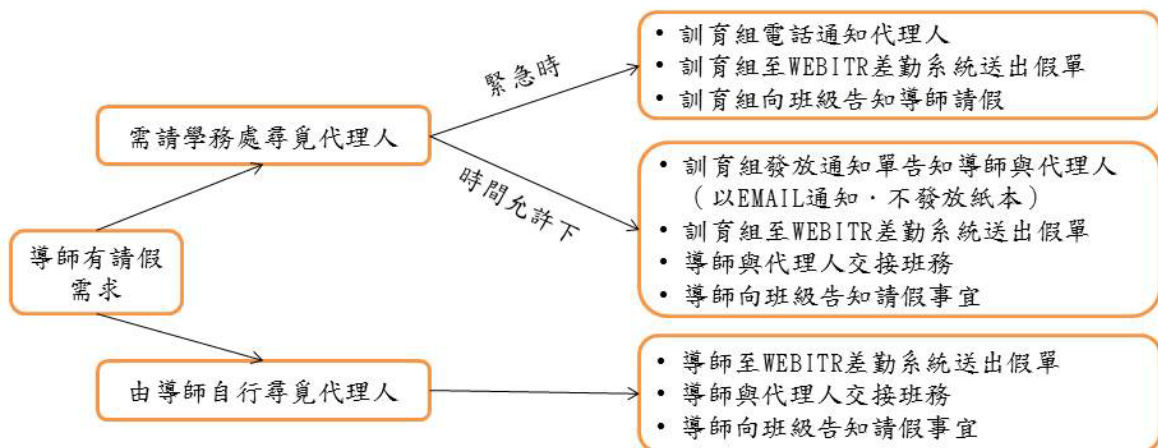 導師有請假
需求
需請學務處尋覓代理人
緊急時
• 訓育組電話通知代理人
• 訓育組至WEBITR差勤系統送出假單
• 訓育組向班級告知導師請假
時間允許下
• 訓育組發放通知單告知導師與代理人
（以EMAIL通知．不發放紙本）
• 訓育組至WEBITR差勤系統送出假單
• 導師與代理人交接班務
• 導師向班級告知請假事宜
由導師自行尋覓代理人
• 導師至WEBITR差勤系統送出假單
• 導師與代理人交接班務
• 導師向班級告知請假事宜